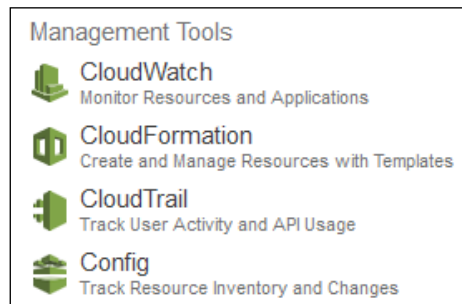 Management Tools
CloudWatch
Monitor Resources and Applications
CloudFormation
Create and Manage Resources with Templates
CloudTrail
Track User Activity and API Usage
Config
Track Resource Inventory and Changes